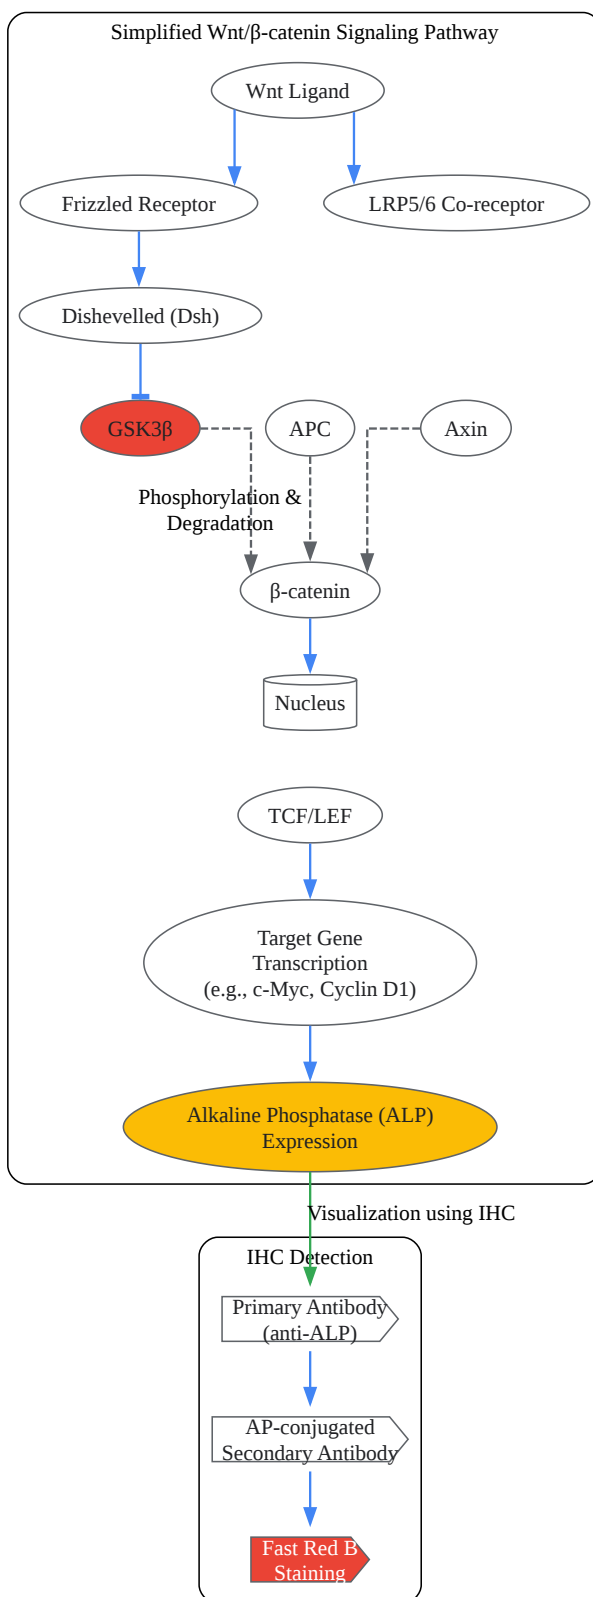 Simplified Wnt/β-catenin Signaling Pathway
Wnt Ligand
Frizzled Receptor
LRP5/6 Co-receptor
Dishevelled (Dsh)
GSK3β
APC
Axin
Phosphorylation &
Degradation
β-catenin
Nucleus
TCF/LEF
Target Gene
Transcription
(e.g., c-Myc, Cyclin D1)
Alkaline Phosphatase (ALP)
Expression
Visualization using IHC
IHC Detection
Primary Antibody
(anti-ALP)
AP-conjugated
Secondary Antibody
Fast Red B
Staining